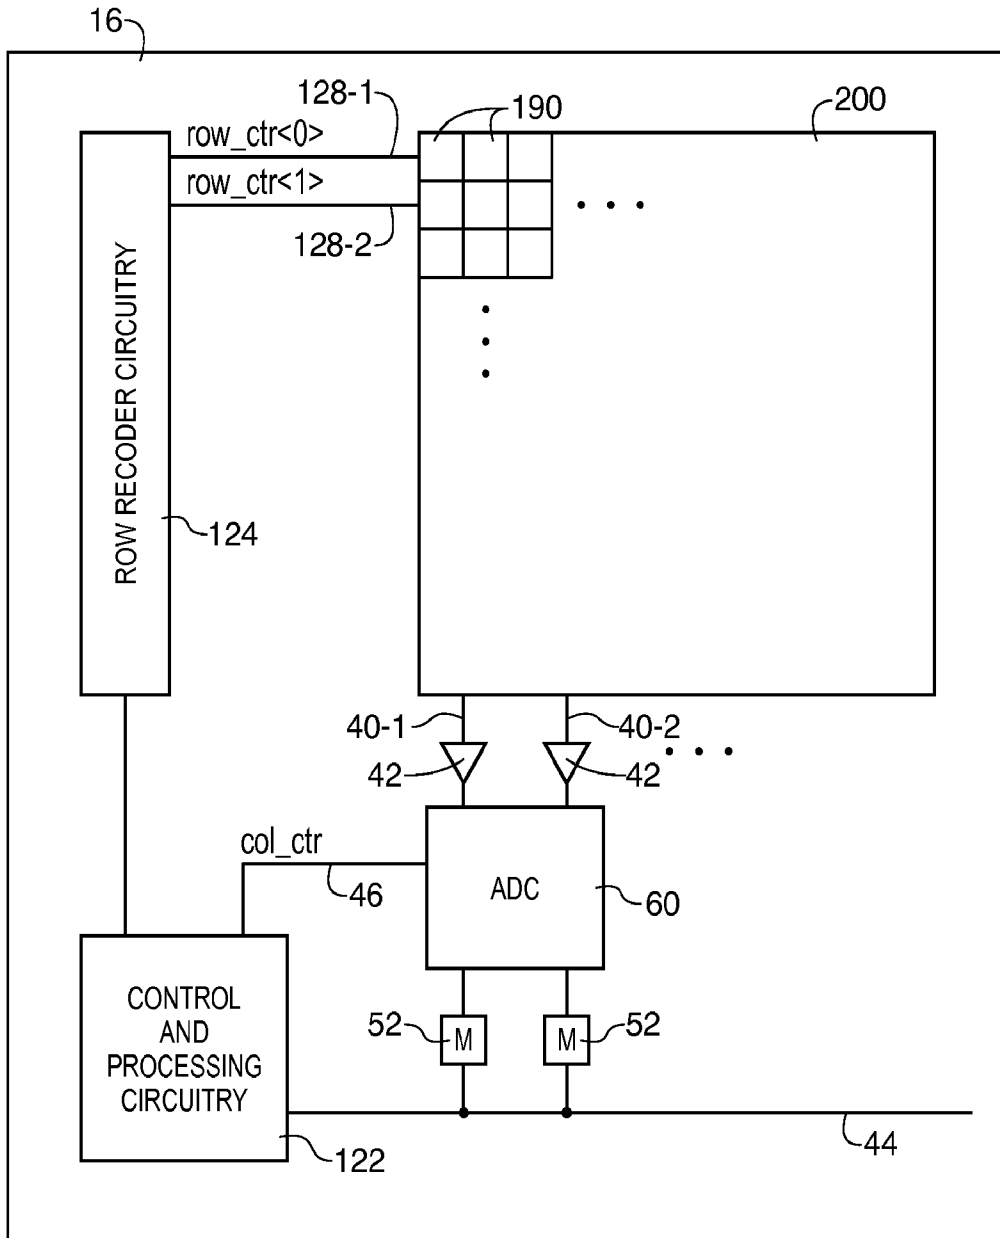 16
128-1
190
200
row_ctr<0>
row_ctr<1>
128-2
ROW RECODER CIRCUITRY
124
40-1
40-2
42
42
col_ctr
46
ADC
60
CONTROL
AND
PROCESSING
CIRCUITRY
52
M
M
52
122
44